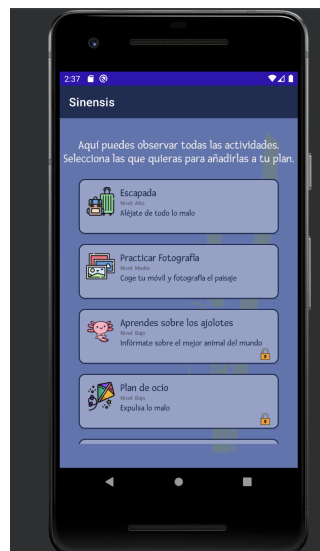 2:37
Sinensis
Aquí puedes observar todas las actividades.
Selecciona las que quieras para añadirlas a tu plan.
Escapada
Nivel: Alto
Aléjate de todo lo malo
Practicar Fotografía
Nivel: Medio
Coge tu móvil y fotografía el paisaje
Aprendes sobre los ajolotes
Nivel: Bajo
Infórmate sobre el mejor animal del mundo
Plan de ocio
Nivel: Bajo
Expulsa lo malo